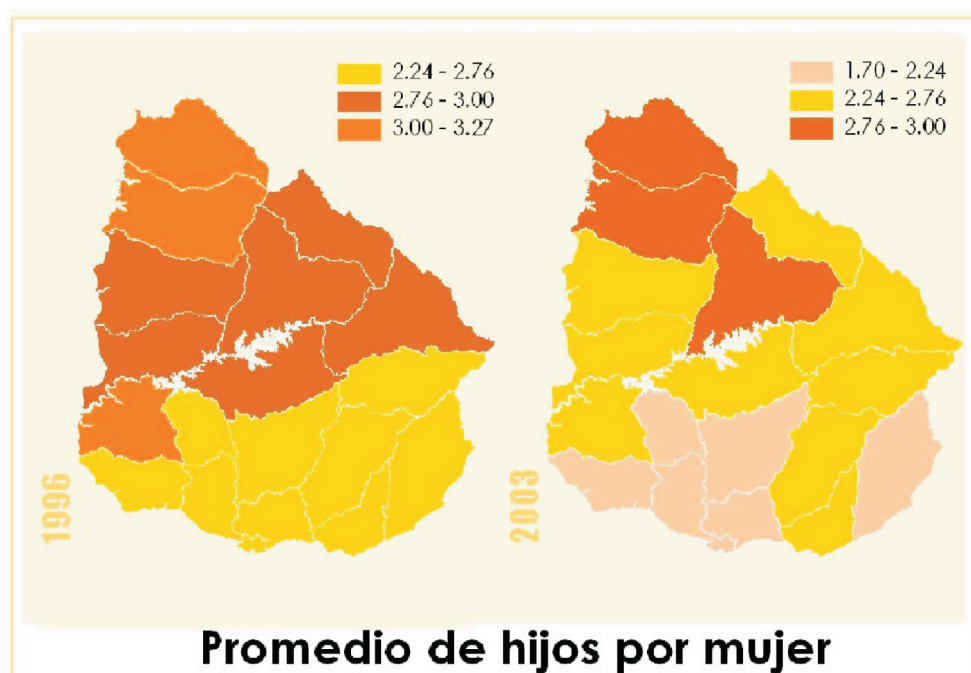 2.24 - 2.76
2.76 - 3.00
3.00 - 3.27
1996
1.70 - 2.24
2.24 - 2.76
2.76 - 3.00
2003
Promedio de hijos por mujer